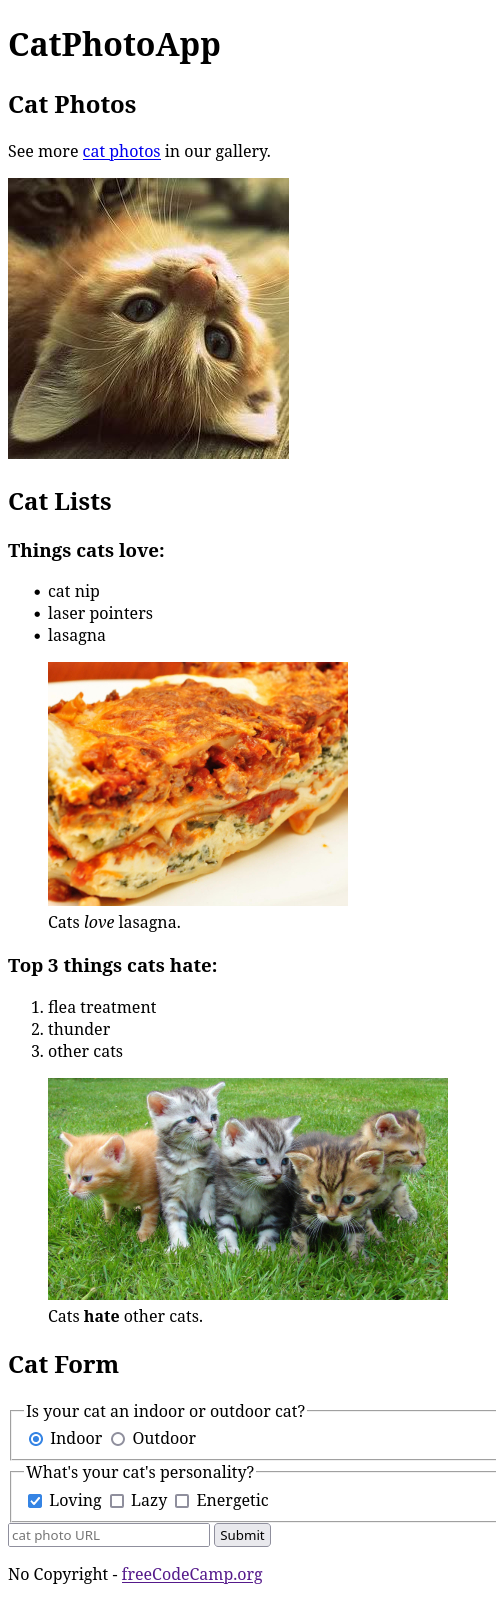 CatPhotoApp
Cat Photos
See more cat photos in our gallery.
Cat Lists
Things cats love:
• cat nip
• laser pointers
• lasagna
Cats love lasagna.
Top 3 things cats hate:
1. flea treatment
2. thunder
3. other cats
Cats hate other cats.
Cat Form
Is your cat an indoor or outdoor cat?
Indoor Outdoor
What's your cat's personality?
Loving Lazy Energetic
cat photo URL Submit
No Copyright - freeCodeCamp.org